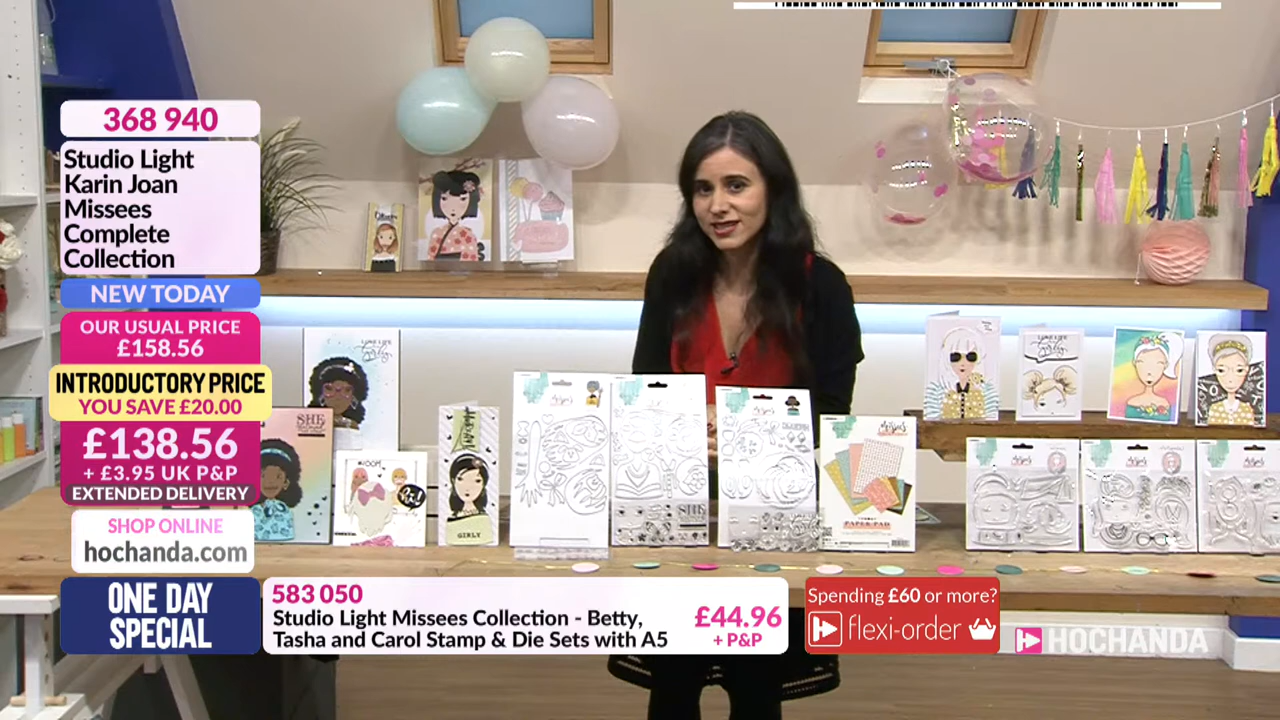 368 940
Studio Light
Karin Joan
Missees
Complete
Collection
NEW TODAY
OUR USUAL PRICE
£158.56
INTRODUCTORY PRICE
YOU SAVE £20.00
£138.56
+ £3.95 UK P&P
EXTENDED DELIVERY
SHOP ONLINE
hochanda.com
ONE DAY
SPECIAL
583 050
Studio Light Missees Collection - Betty,
Tasha and Carol Stamp & Die Sets with A5
£44.96
+ P&P
Spending £60 or more?
flexi-order
HOCHANDA
SHE
GIRLY
PAPER PAD